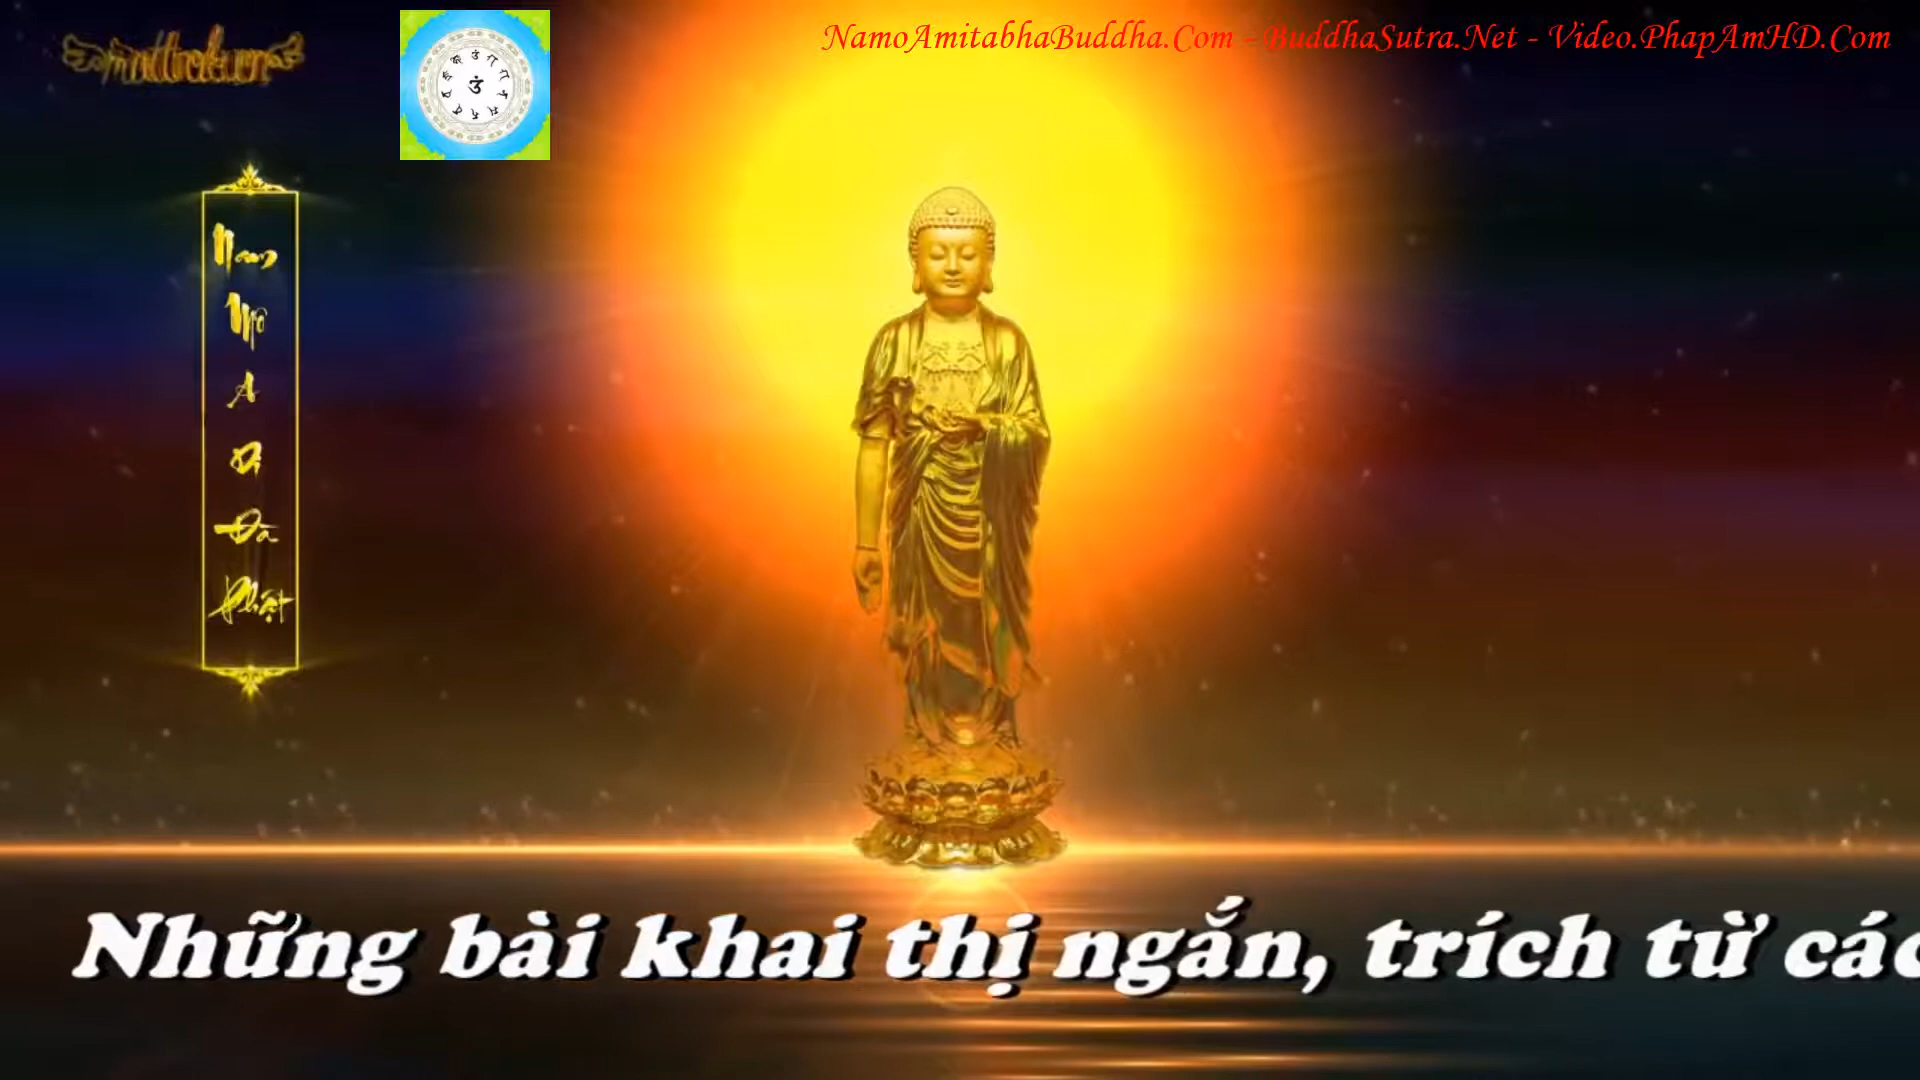 NamoAmitabhaBuddha.Com - BuddhaSutra.Net - Video.PhapAmHD.Com
Nam
Mô
A
Di
Đà
Phật
Những bài khai thị ngắn, trích từ các